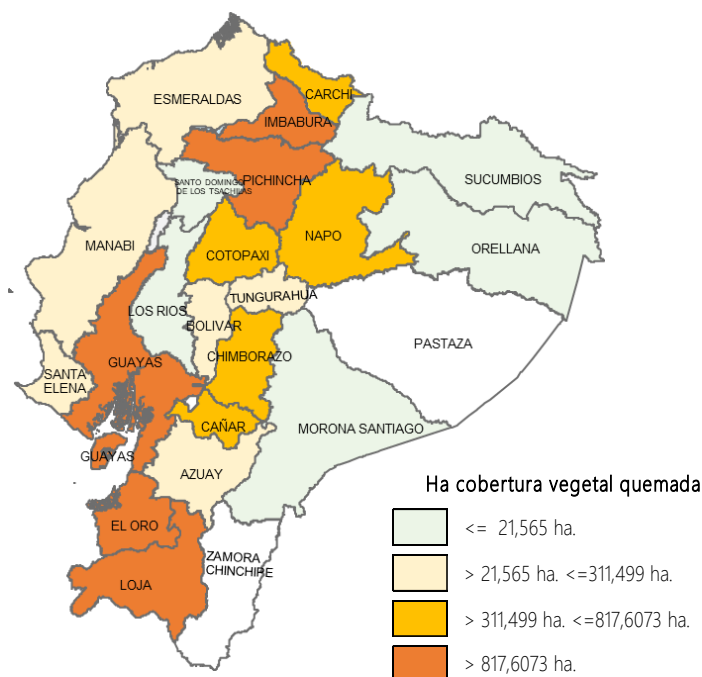 CARCHI
ESMERALDAS
IMBABURA
PICHINCHA
SUCUMBIOS
SANTO DOMINGO
DE LOS TSACHILAS
NAPO
MANABI
ORELLANA
COTOPAXI
TUNGURAHUA
LOS RIOS
BOLIVAR
PASTAZA
CHIMBORAZO
GUAYAS
SANTA
ELENA
CAÑAR
MORONA SANTIAGO
GUAYAS
AZUAY
EL ORO
ZAMORA
CHINCHIPE
LOJA
Ha cobertura vegetal quemada
<= 21,565 ha.
> 21,565 ha. <=311,499 ha.
> 311,499 ha. <=817,6073 ha.
> 817,6073 ha.